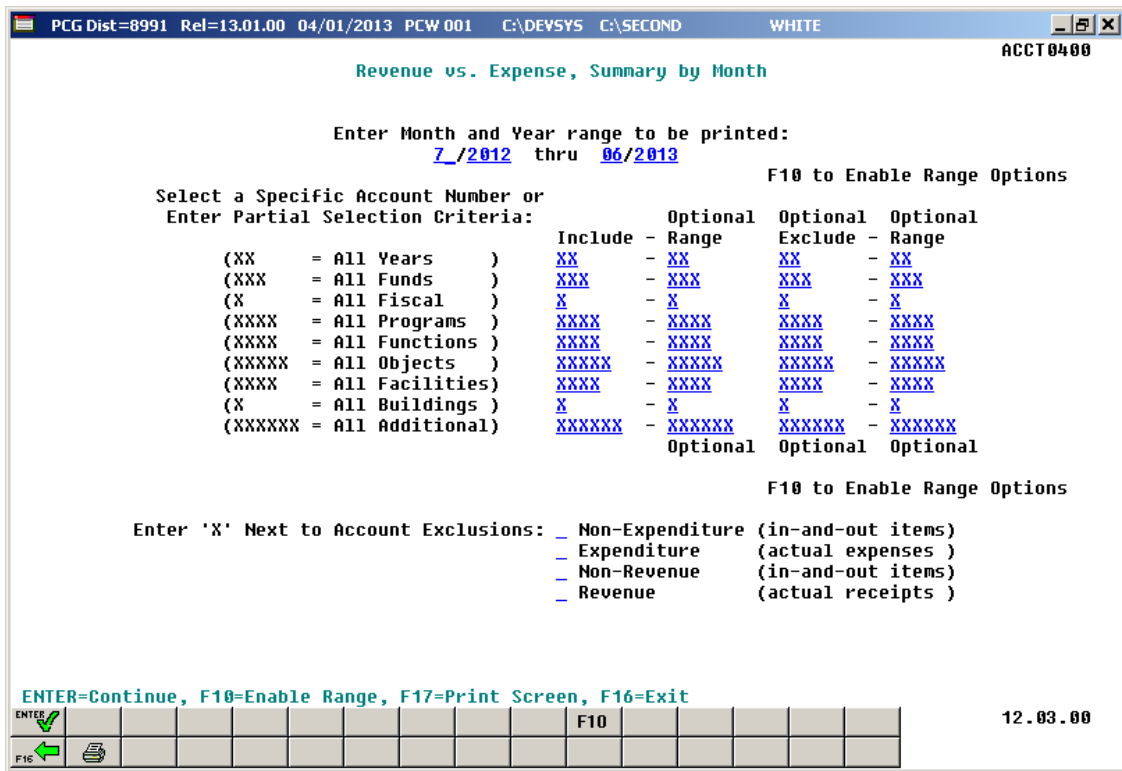 PCG Dist=8991 Rel=13.01.00 04/01/2013 PCW 001 C:\DEVSYS C:\SECOND WHITE
ACCT0400
Revenue vs. Expense, Summary by Month
Enter Month and Year range to be printed:
7_/2012 thru 06/2013
F10 to Enable Range Options
Select a Specific Account Number or
Enter Partial Selection Criteria: Optional Optional Optional
Include - Range Exclude - Range
(XX = All Years ) XX - XX XX - XX
(XXX = All Funds ) XXX - XXX XXX - XXX
(X = All Fiscal ) X - X X - X
(XXXX = All Programs ) XXXX - XXXX XXXX - XXXX
(XXXX = All Functions ) XXXX - XXXX XXXX - XXXX
(XXXXX = All Objects ) XXXXX - XXXXX XXXXX - XXXXX
(XXXX = All Facilities) XXXX - XXXX XXXX - XXXX
(X = All Buildings ) X - X X - X
(XXXXXX = All Additional) XXXXXX - XXXXXX XXXXXX - XXXXXX
Optional Optional Optional
F10 to Enable Range Options
Enter 'X' Next to Account Exclusions: _ Non-Expenditure (in-and-out items)
_ Expenditure (actual expenses )
_ Non-Revenue (in-and-out items)
_ Revenue (actual receipts )
ENTER=Continue, F10=Enable Range, F17=Print Screen, F16=Exit
ENTER F10 12.03.00
F16